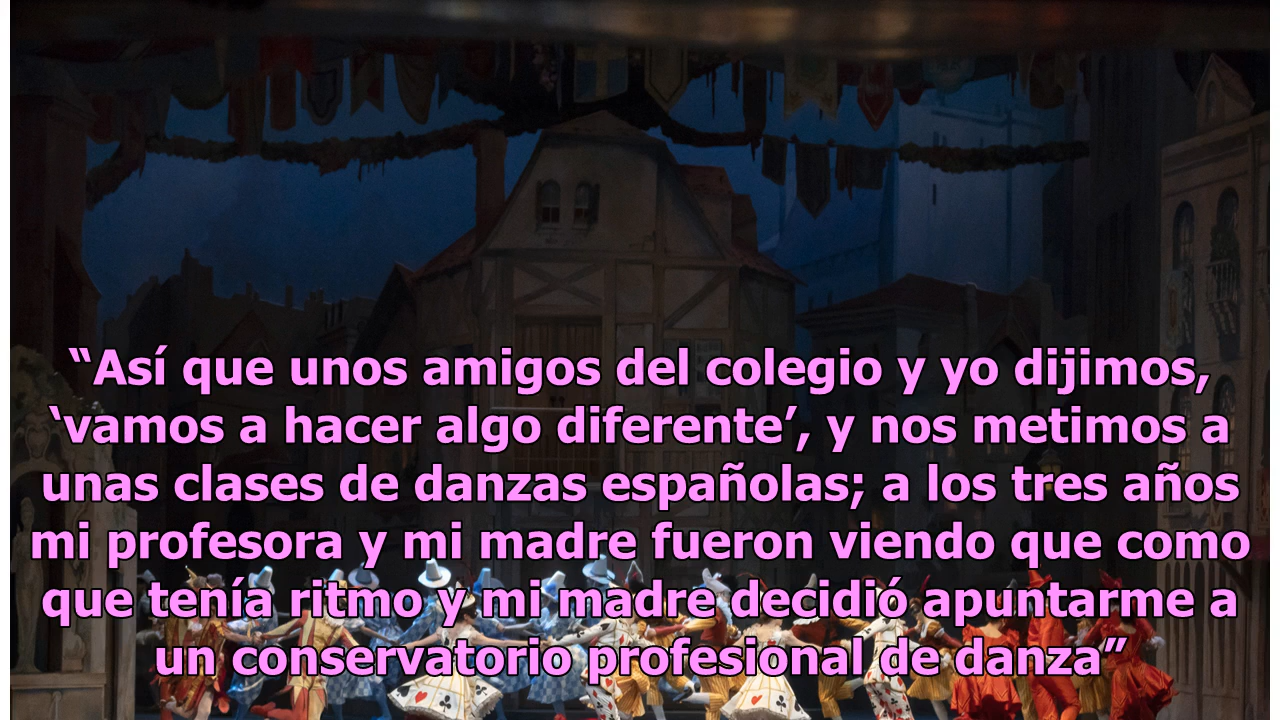 “Así que unos amigos del colegio y yo dijimos,
‘vamos a hacer algo diferente’, y nos metimos a
unas clases de danzas españolas; a los tres años
mi profesora y mi madre fueron viendo que como
que tenía ritmo y mi madre decidió apuntarme a
un conservatorio profesional de danza”